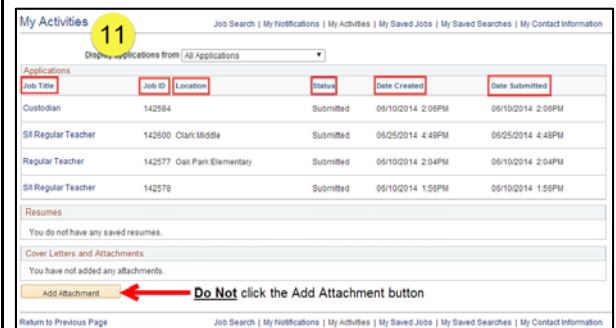 My Activities
Job Search | My Notifications | My Activities | My Saved Jobs | My Saved Searches | My Contact Information
11
Display applications from All Applications
Applications
Job Title Job ID Location Status Date Created Date Submitted
Custodian 142584 Submitted 06/10/2014 2:06PM 06/10/2014 2:06PM
S/I Regular Teacher 142600 Clark Middle Submitted 06/25/2014 4:49PM 06/25/2014 4:48PM
Regular Teacher 142577 Oak Park Elementary Submitted 06/10/2014 2:04PM 06/10/2014 2:04PM
S/I Regular Teacher 142578 Submitted 06/10/2014 1:56PM 06/10/2014 1:59PM
Resumes
You do not have any saved resumes.
Cover Letters and Attachments
You have not added any attachments.
Add Attachment Do Not click the Add Attachment button
Return to Previous Page Job Search | My Notifications | My Activities | My Saved Jobs | My Saved Searches | My Contact Information